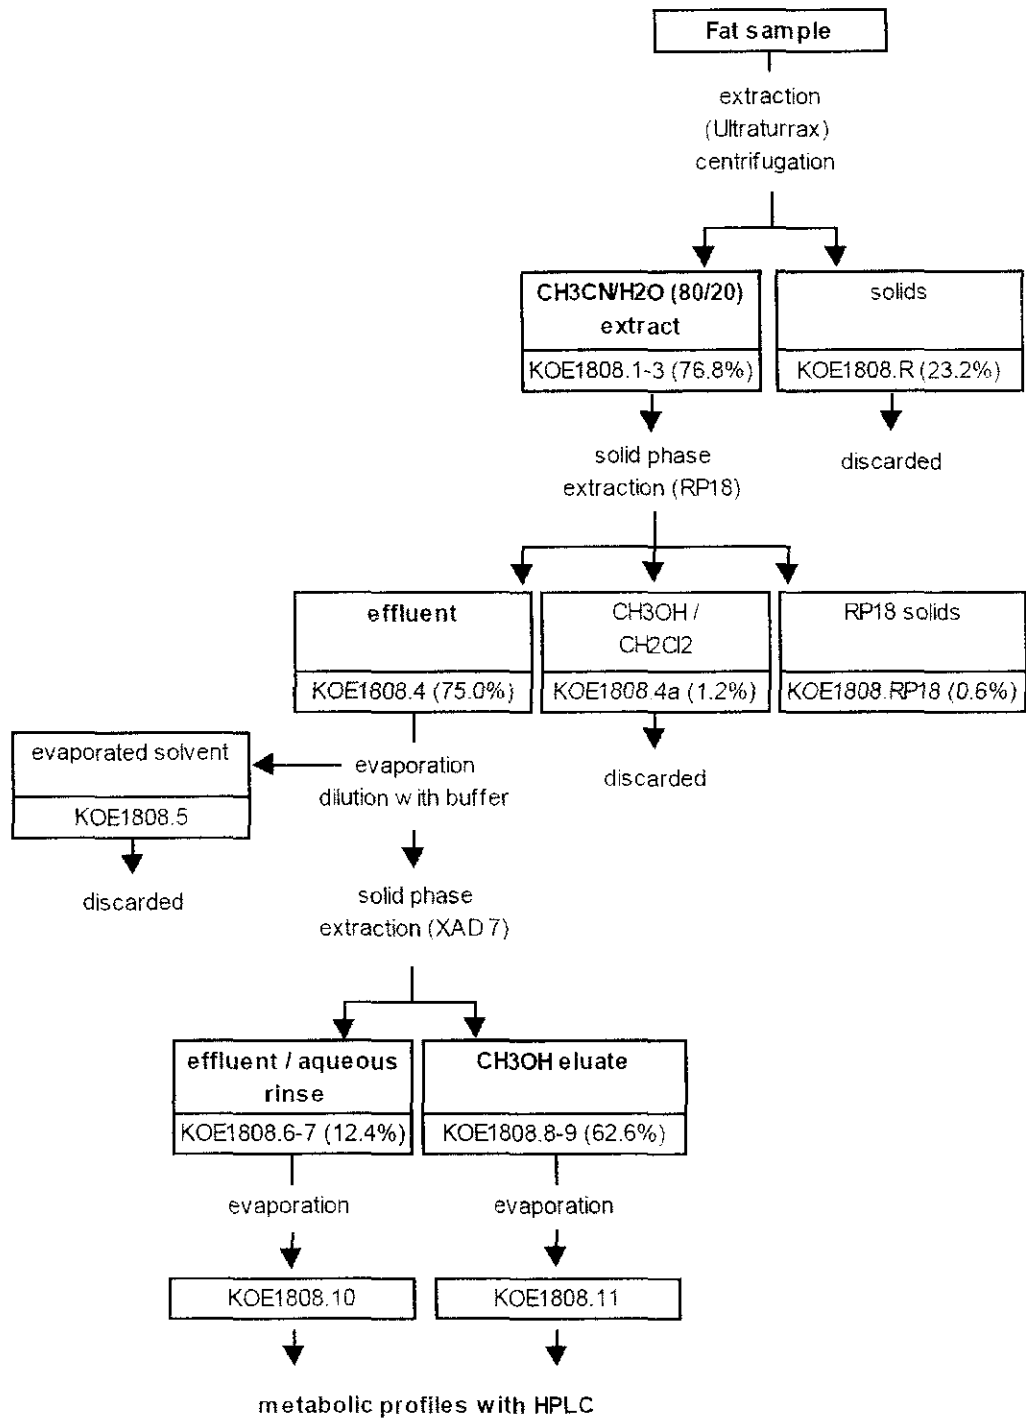 Fat sample
extraction
(Ultraturrax)
centrifugation
CH3CN/H2O (80/20)
extract
KOE1808.1-3 (76.8%)
solids
KOE1808.R (23.2%)
solid phase
extraction (RP18)
discarded
effluent
KOE1808.4 (75.0%)
CH3OH /
CH2Cl2
KOE1808.4a (1.2%)
RP18 solids
KOE1808.RP18 (0.6%)
evaporated solvent
KOE1808.5
evaporation
dilution with buffer
discarded
discarded
solid phase
extraction (XAD 7)
effluent / aqueous
rinse
KOE1808.6-7 (12.4%)
CH3OH eluate
KOE1808.8-9 (62.6%)
evaporation
evaporation
KOE1808.10
KOE1808.11
metabolic profiles with HPLC